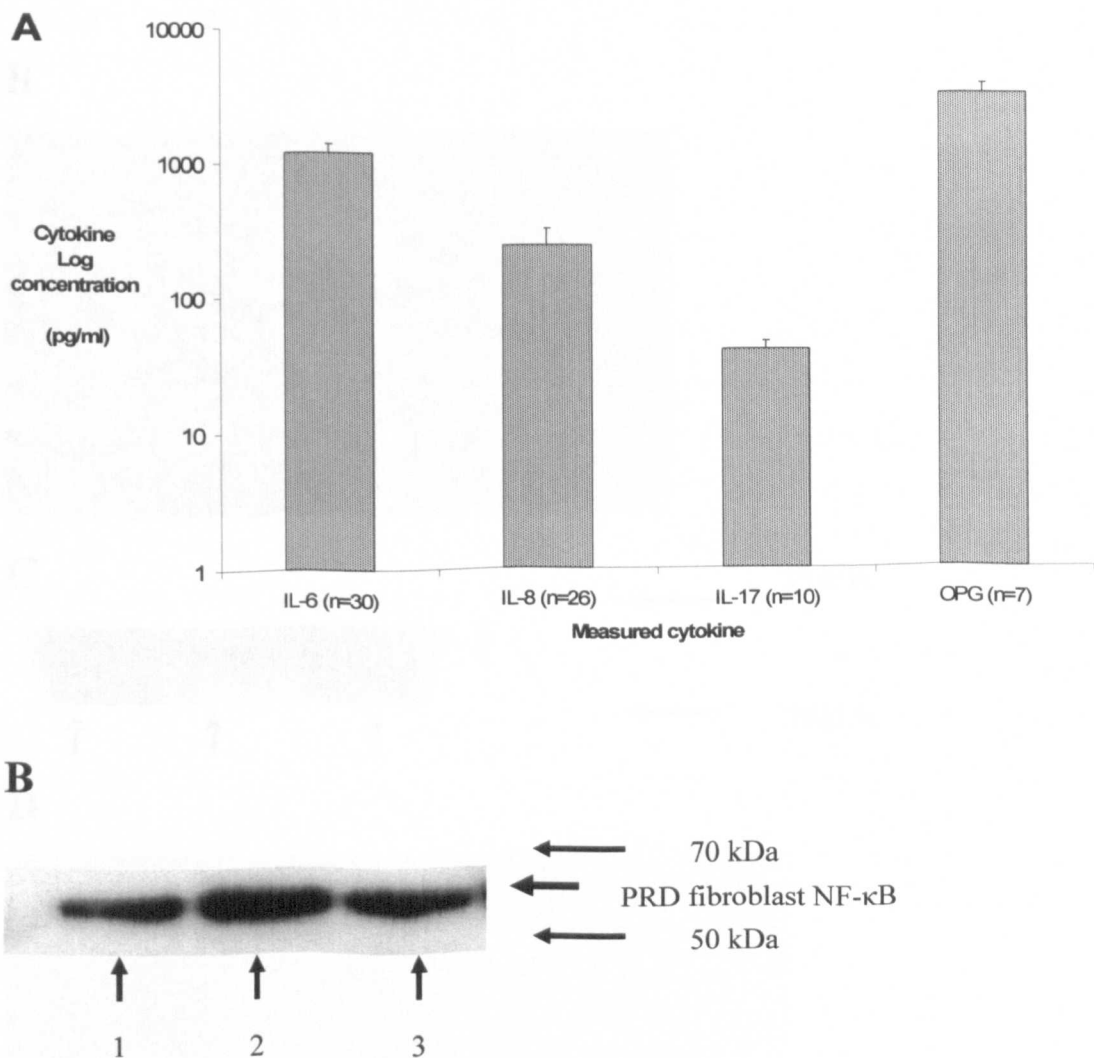 A
10000
1000
100
10
1
Cytokine
Log
concentration
(pg/ml)
IL-6 (n=30)
IL-8 (n=26)
IL-17 (n=10)
OPG (n=7)
Measured cytokine
B
70 kDa
PRD fibroblast NF-κB
50 kDa
1
2
3